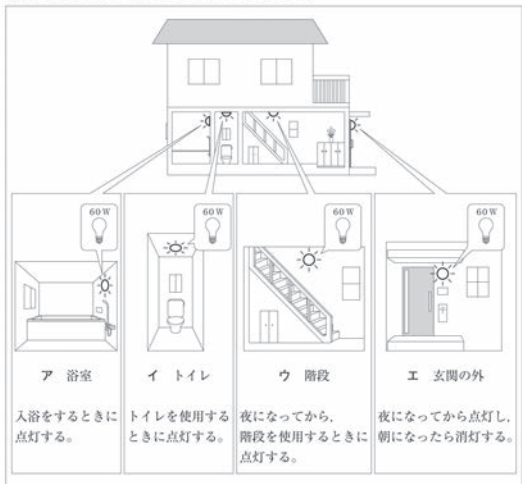 60W
60W
60W
60W
ア 浴室
イ トイレ
ウ 階段
エ 玄関の外
入浴をするときに
点灯する。
トイレを使用する
ときに点灯する。
夜になってから,
階段を使用するときに
点灯する。
夜になってから点灯し,
朝になったら消灯する。